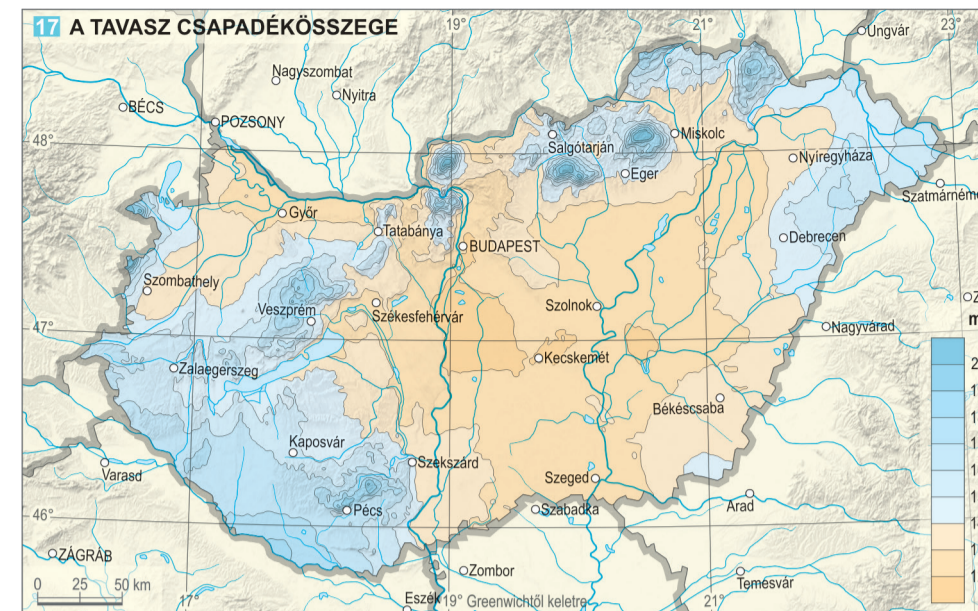 17 A TAVASZ CSAPADÉKÖSSZEGE
19°
21°
23°
Ungvár
Nagyszombat
Nyitra
BÉCS
POZSONY
48°
Salgótarján
Miskolc
Eger
Nyíregyháza
Szatmárném
Győr
Tatabánya
BUDAPEST
Debrecen
Szombathely
Veszprém
Székesfehérvár
Szolnok
47°
Nagyvárad
m
Zalaegerszeg
Kecskemét
Békéscsaba
Kaposvár
Szekszárd
Varasd
Szeged
46°
Pécs
Szabadka
Arad
ZÁGRÁB
Zombor
Temesvár
0 25 50 km
17°
Eszék
19° Greenwichtől keletre
21°